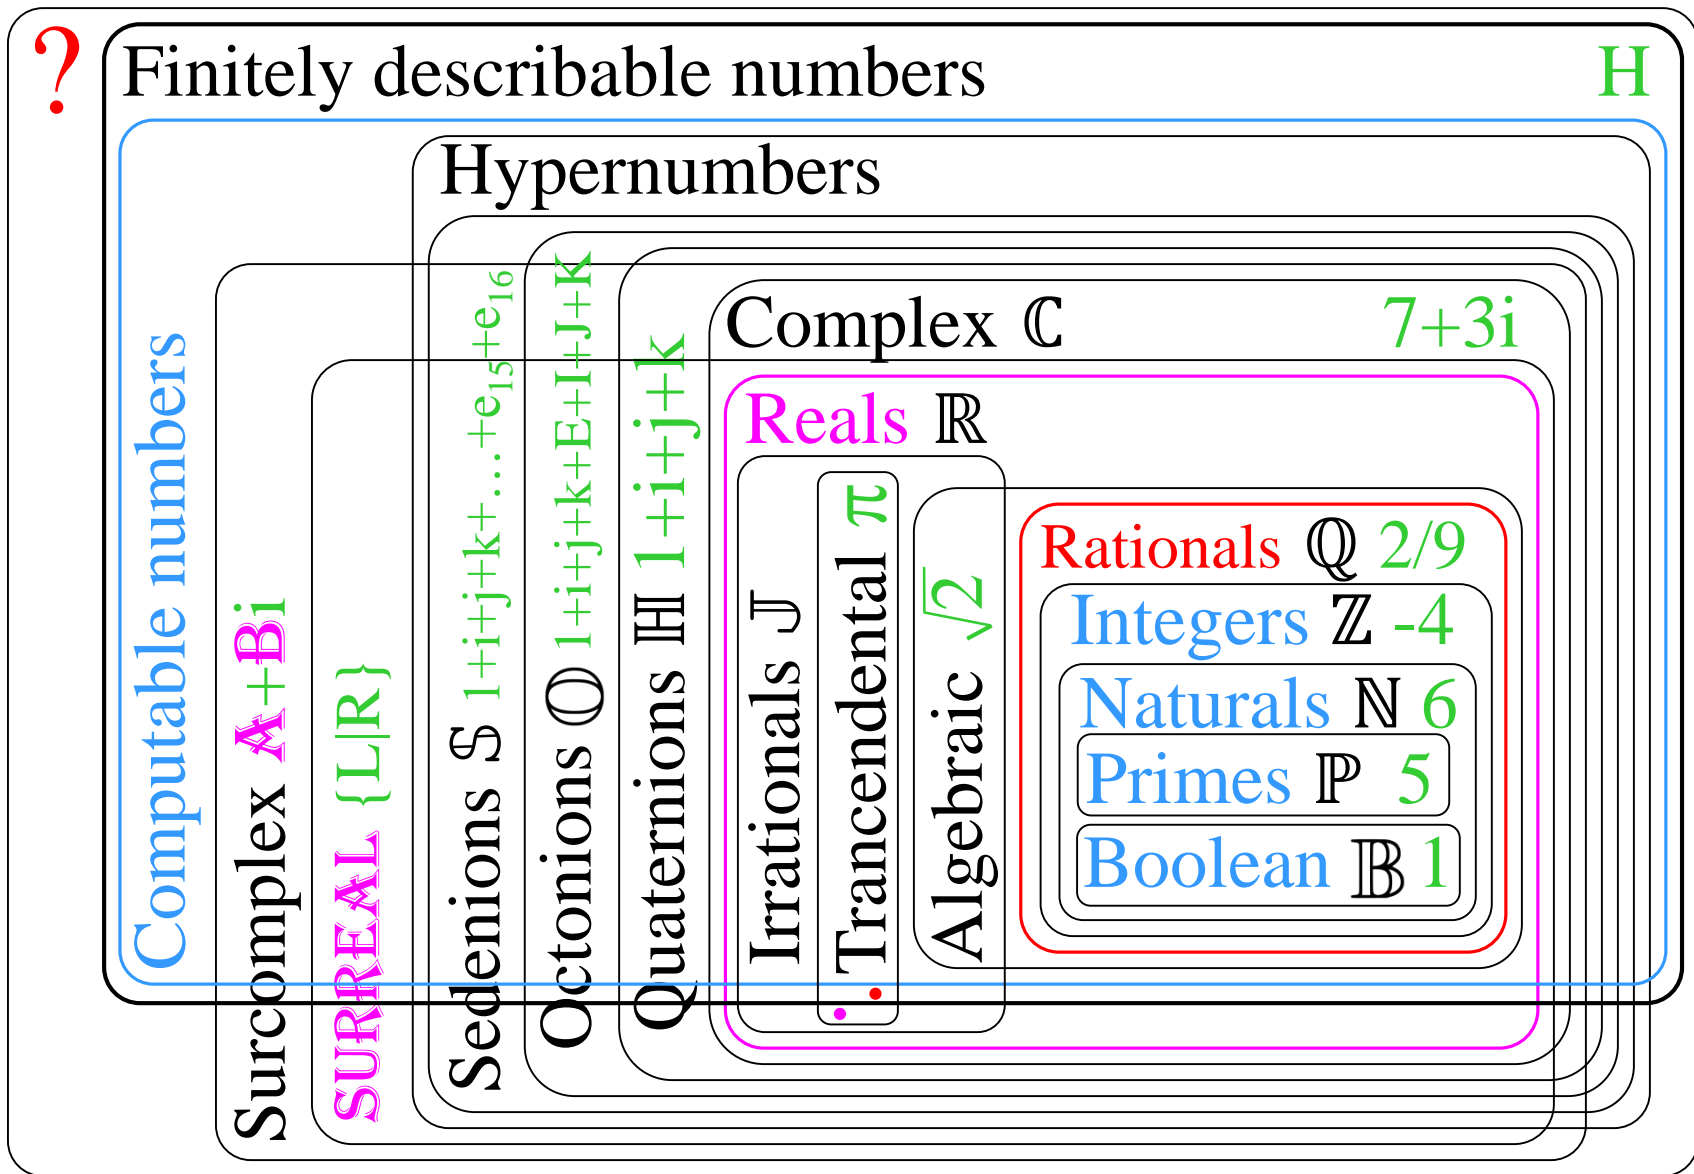 ?
Finitely describable numbers H
Computable numbers
Hypernumbers
Surcomplex A+Bi
SURREAL {L|R}
Sedenions 𝕊 1+i+j+k+...+e₁₅+e₁₆
Octonions 𝕆 1+i+j+k+E+I+J+K
Quaternions ℍ 1+i+j+k
Complex ℂ 7+3i
Reals ℝ
Irrationals 𝕁
Trancendental π
Algebraic √2
Rationals ℚ 2/9
Integers ℤ -4
Naturals ℕ 6
Primes ℙ 5
Boolean 𝔹 1